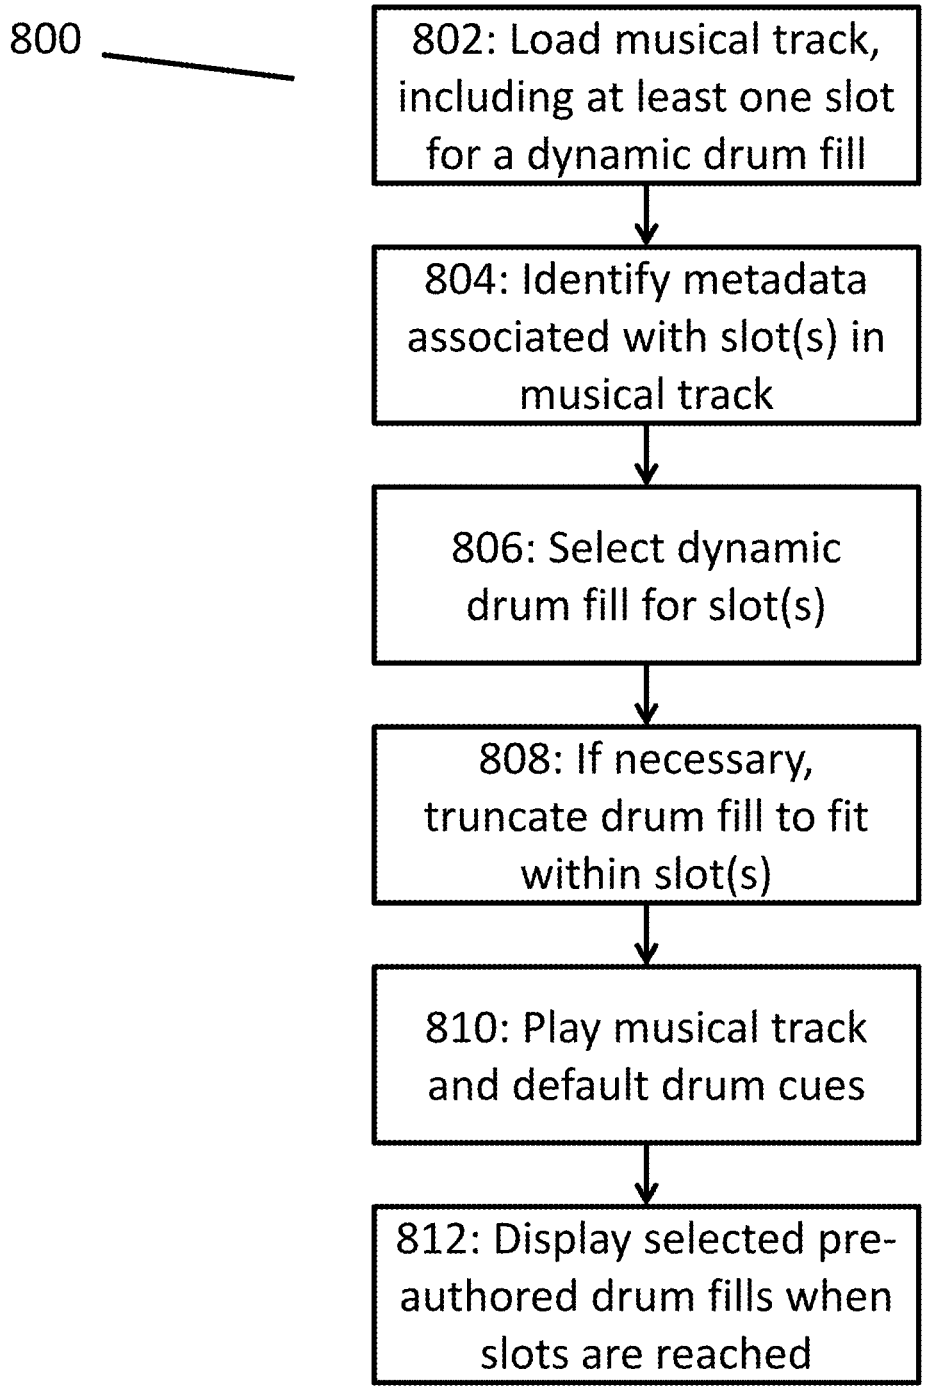 800
802: Load musical track,
including at least one slot
for a dynamic drum fill
804: Identify metadata
associated with slot(s) in
musical track
806: Select dynamic
drum fill for slot(s)
808: If necessary,
truncate drum fill to fit
within slot(s)
810: Play musical track
and default drum cues
812: Display selected pre-
authored drum fills when
slots are reached